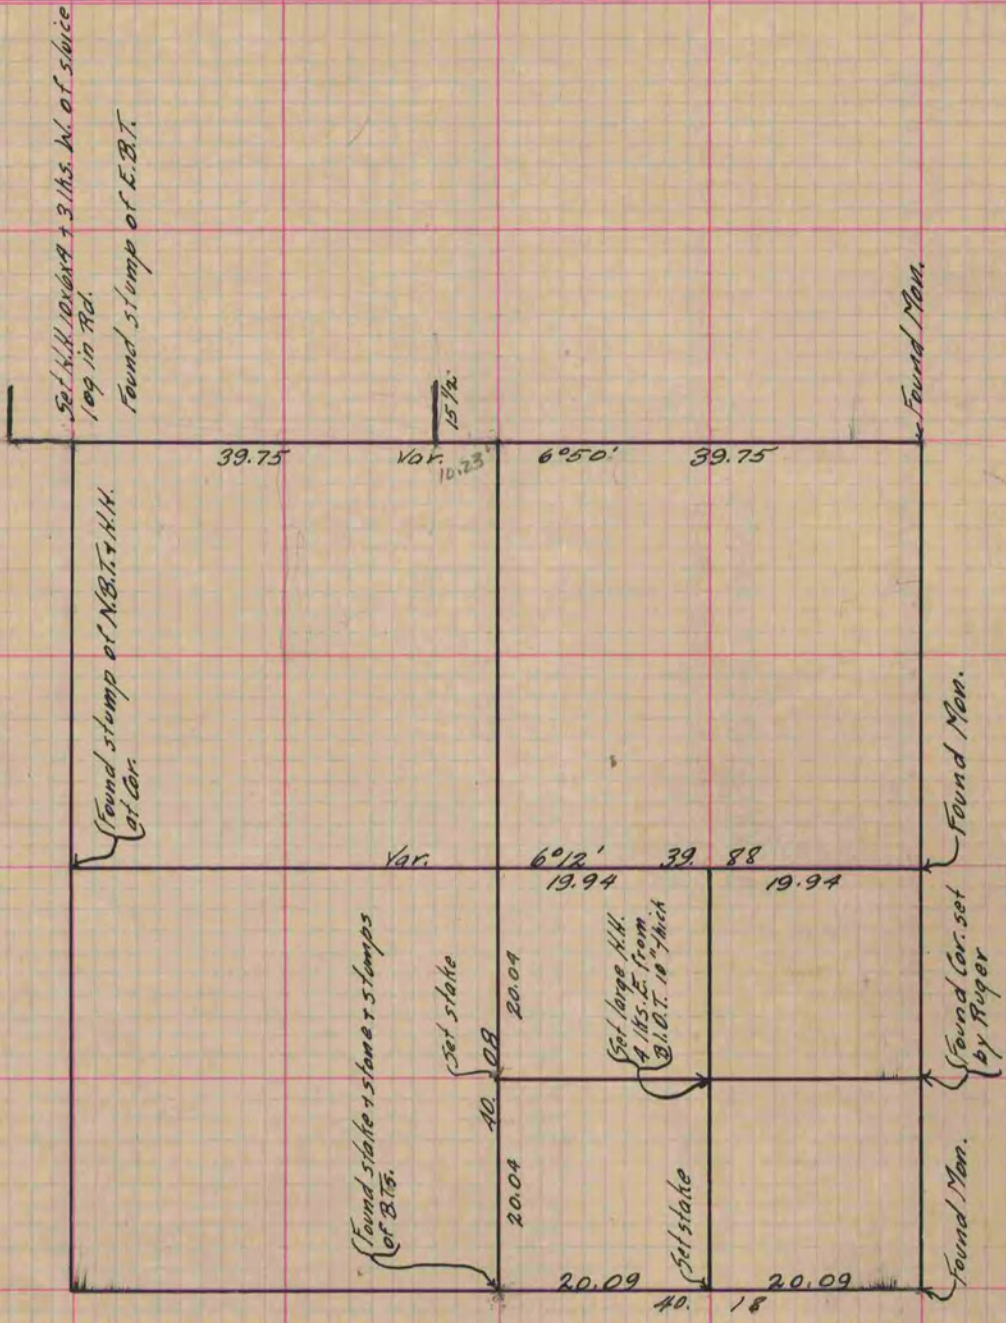 Set H.H. 10x6x4 + 3 lks. W. of sluice
log in Rd.
Found stump of E.B.T.
15 1/2
39.75
Var.
6°50'
39.75
10.23
Found Mon.
{Found stump of N.B.T. & H.H.
at Cor.
Var.
6°12'
39.
88
19.94
19.94
Found Mon.
{Found stake + stone + stumps
of B.Ts.
Set stake
40.
08
20.04
20.04
Set large H.H.
4 lks. E. from
B.l.O.T. 10" thick
{Found Cor. set
by Ruger
Set stake
20.09
20.09
40.
18
Found Mon.